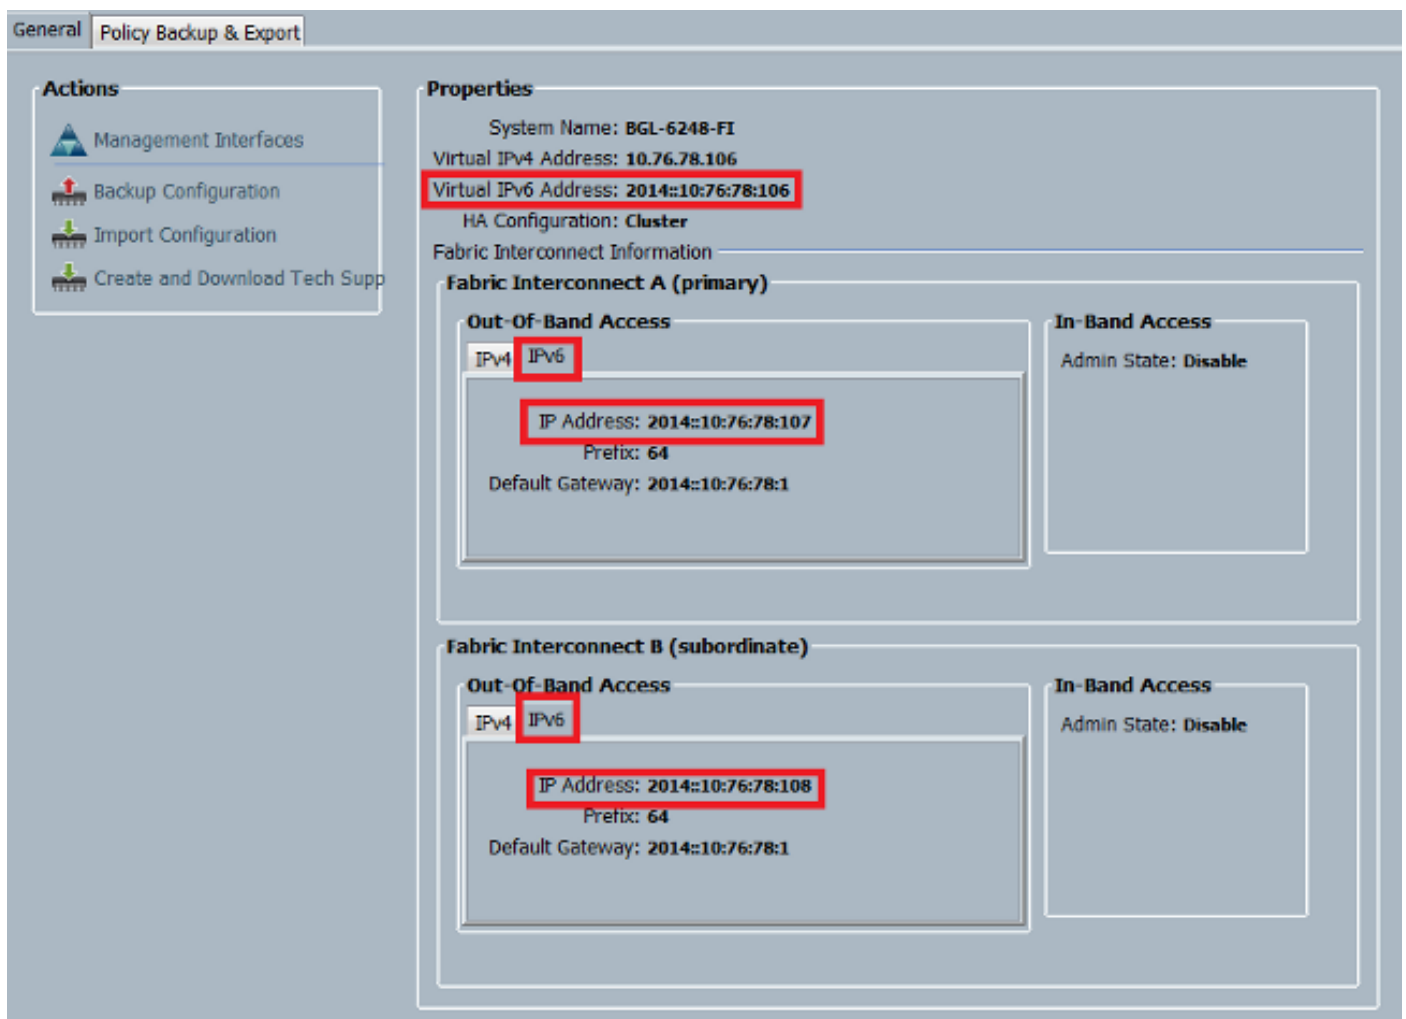 General
Policy Backup & Export
Actions
Management Interfaces
Backup Configuration
Import Configuration
Create and Download Tech Supp
Properties
System Name: BGL-6248-FI
Virtual IPv4 Address: 10.76.78.106
Virtual IPv6 Address: 2014::10:76:78:106
HA Configuration: Cluster
Fabric Interconnect Information
Fabric Interconnect A (primary)
Out-Of-Band Access
IPv4 IPv6
IP Address: 2014::10:76:78:107
Prefix: 64
Default Gateway: 2014::10:76:78:1
In-Band Access
Admin State: Disable
Fabric Interconnect B (subordinate)
Out-Of-Band Access
IPv4 IPv6
IP Address: 2014::10:76:78:108
Prefix: 64
Default Gateway: 2014::10:76:78:1
In-Band Access
Admin State: Disable